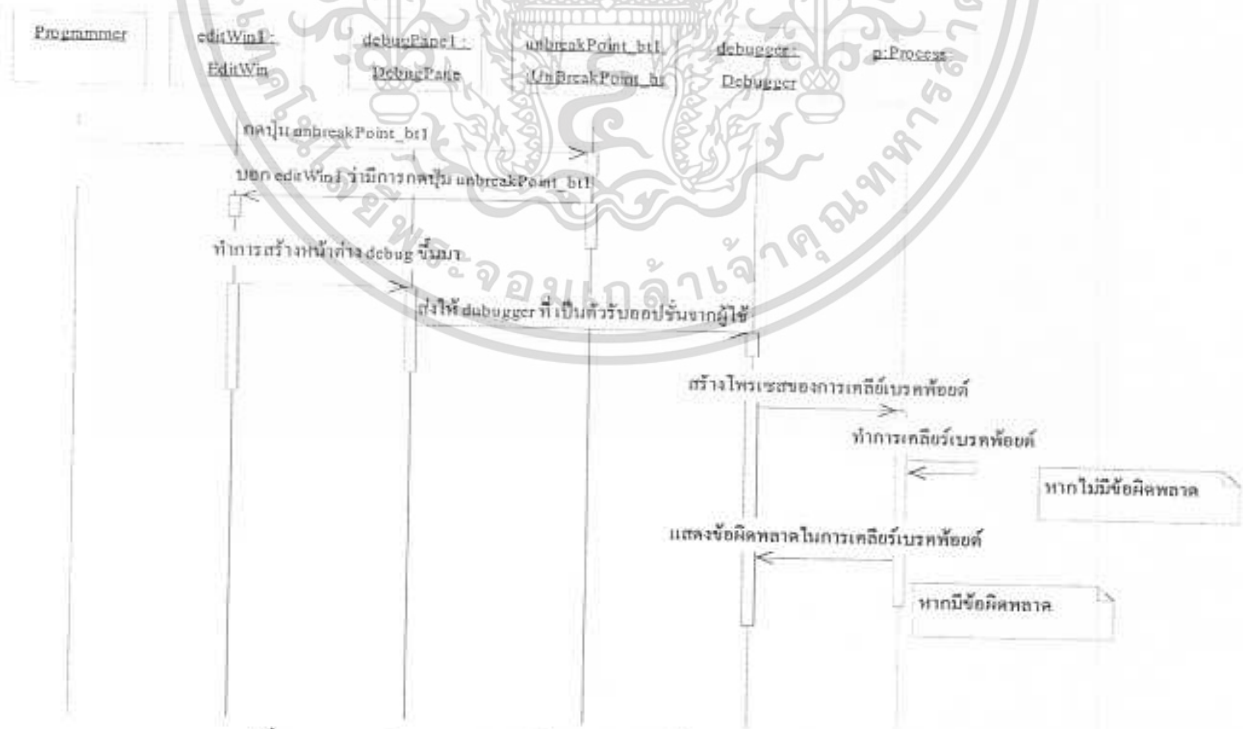 Programmer
editWin1 :
EditWin
debugPane1 :
DebugPane
unbreakPoint_bt1
:UnBreakPoint_bt
debugger :
Debugger
p:Process
กดปุ่ม unbreakPoint_bt1
บอก editWin1 ว่ามีการกดปุ่ม unbreakPoint_bt1
ทำการสร้างหน้าต่าง debug ขึ้นมา
ส่งให้ dubugger ที่ เป็นตัวรับออปชั่นจากผู้ใช้
สร้างโพรเซสของการเคลีย์เบรคพ้อยต์
ทำการเคลียร์เบรคพ้อยต์
หากไม่มีข้อผิดพลาด
แสดงข้อผิดพลาดในการเคลียร์เบรคพ้อยต์
หากมีข้อผิดพลาด